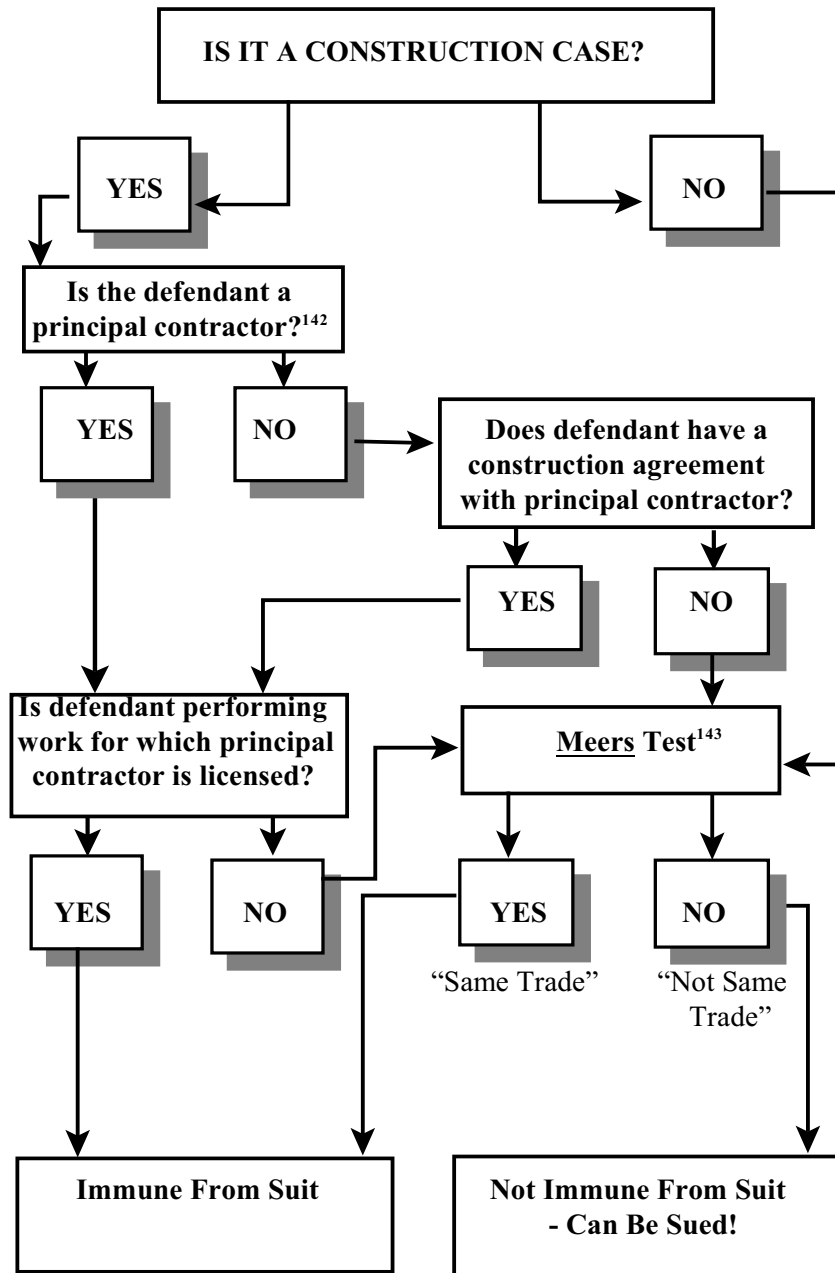 IS IT A CONSTRUCTION CASE?
YES
NO
Is the defendant a
principal contractor?142
YES
NO
Does defendant have a
construction agreement
with principal contractor?
YES
NO
Is defendant performing
work for which principal
contractor is licensed?
Meers Test143
YES
NO
YES
NO
“Same Trade”
“Not Same
Trade”
Immune From Suit
Not Immune From Suit
- Can Be Sued!